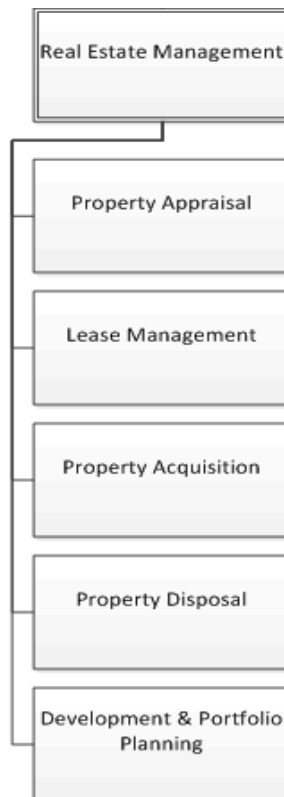 Real Estate Management
Property Appraisal
Lease Management
Property Acquisition
Property Disposal
Development & Portfolio
Planning